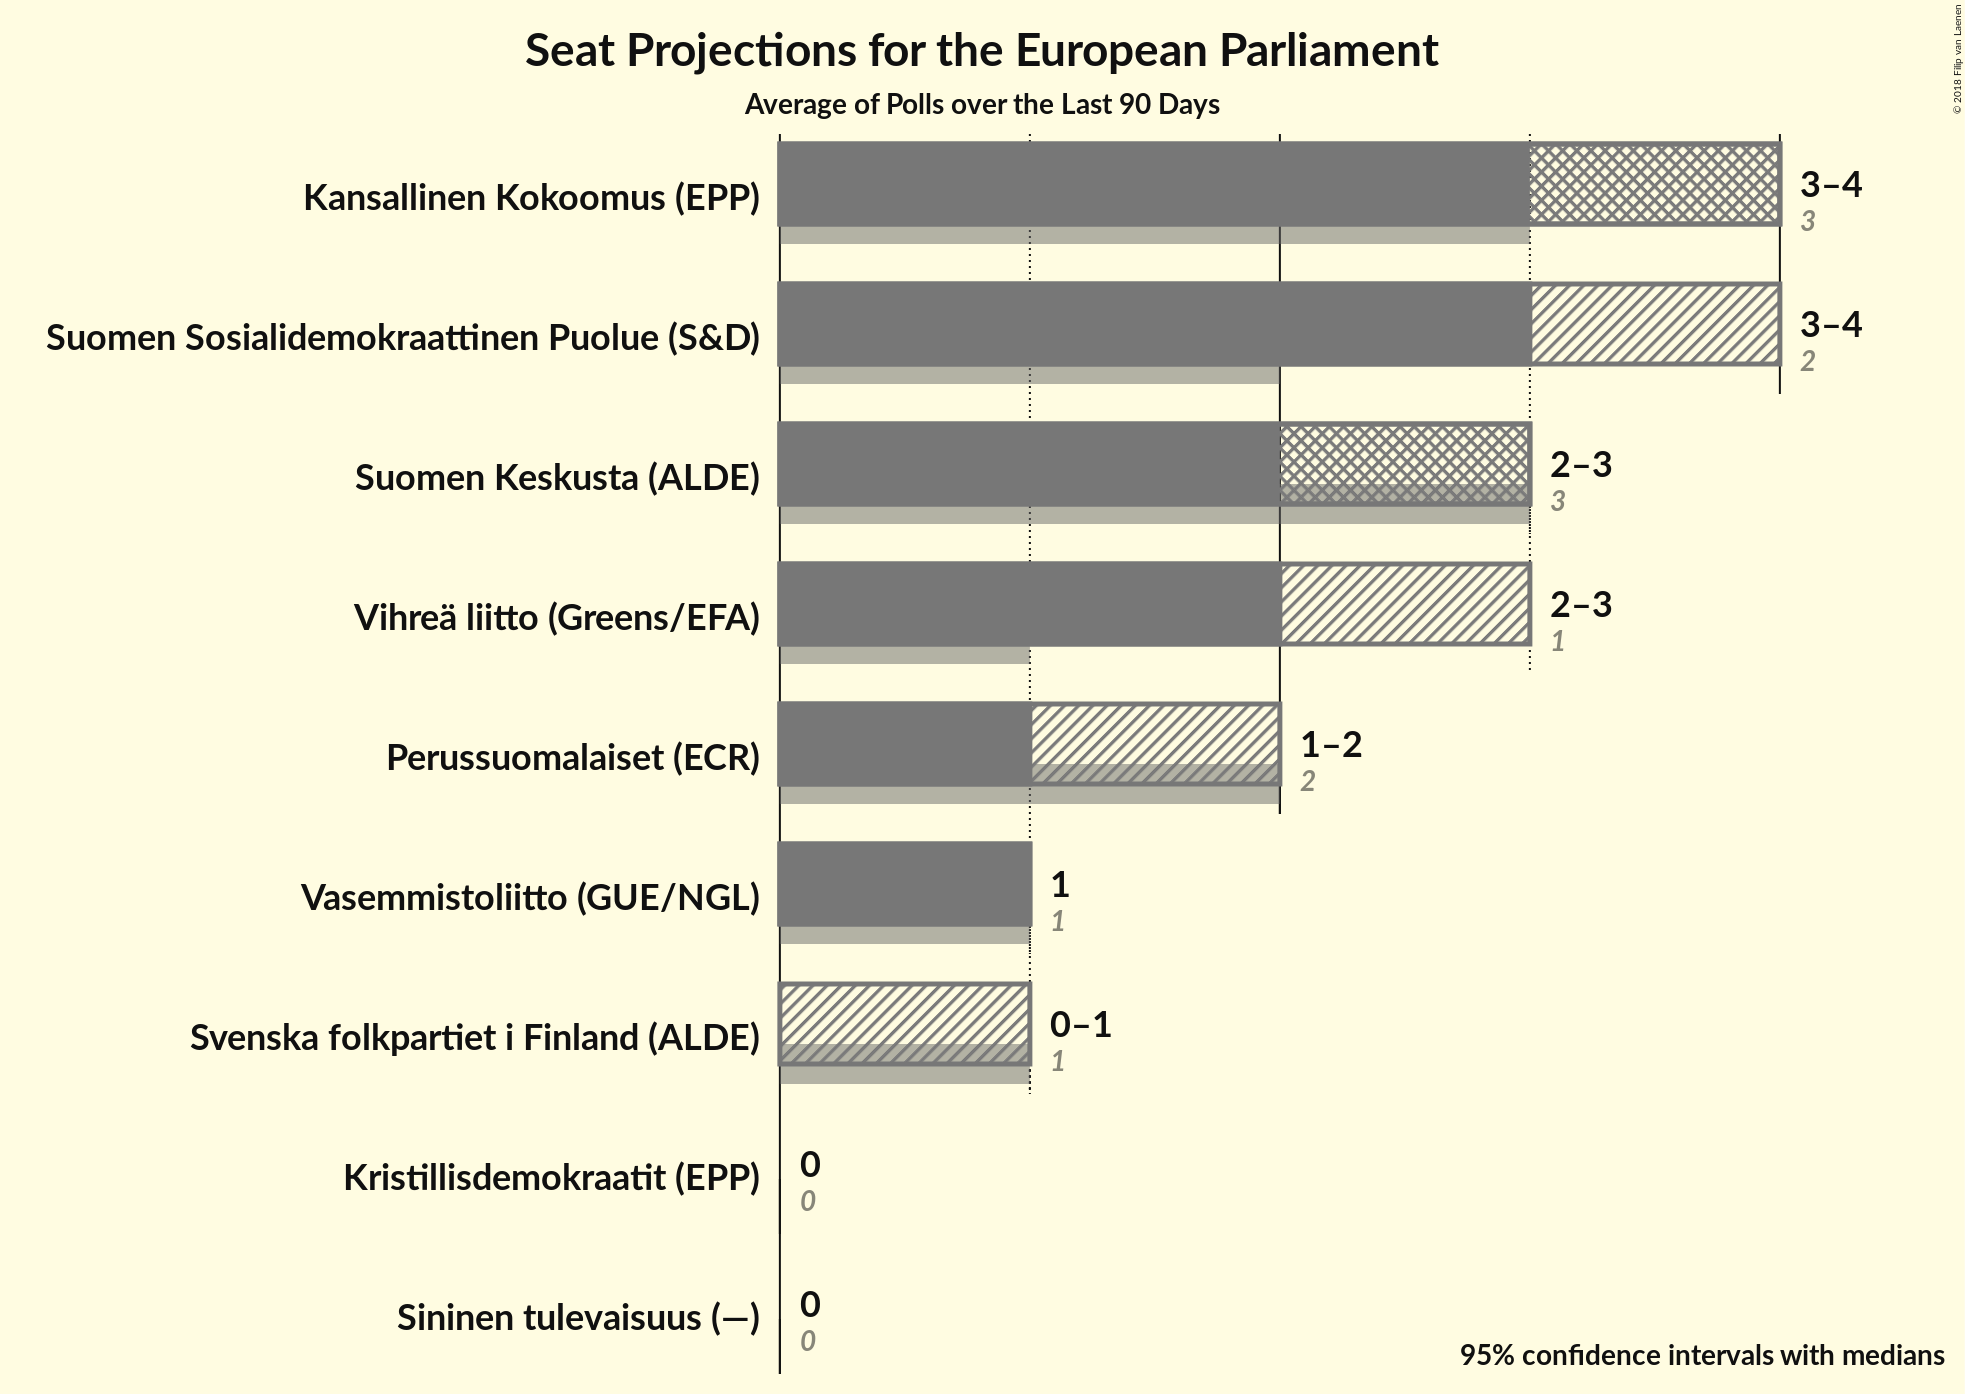 Seat Projections for the European Parliament
Average of Polls over the Last 90 Days
© 2018 Filip van Laenen
Kansallinen Kokoomus (EPP)
3–4
3
Suomen Sosialidemokraattinen Puolue (S&D)
3–4
2
Suomen Keskusta (ALDE)
2–3
3
Vihreä liitto (Greens/EFA)
2–3
1
Perussuomalaiset (ECR)
1–2
2
Vasemmistoliitto (GUE/NGL)
1
1
Svenska folkpartiet i Finland (ALDE)
0–1
1
Kristillisdemokraatit (EPP)
0
0
Sininen tulevaisuus (—)
0
0
95% confidence intervals with medians